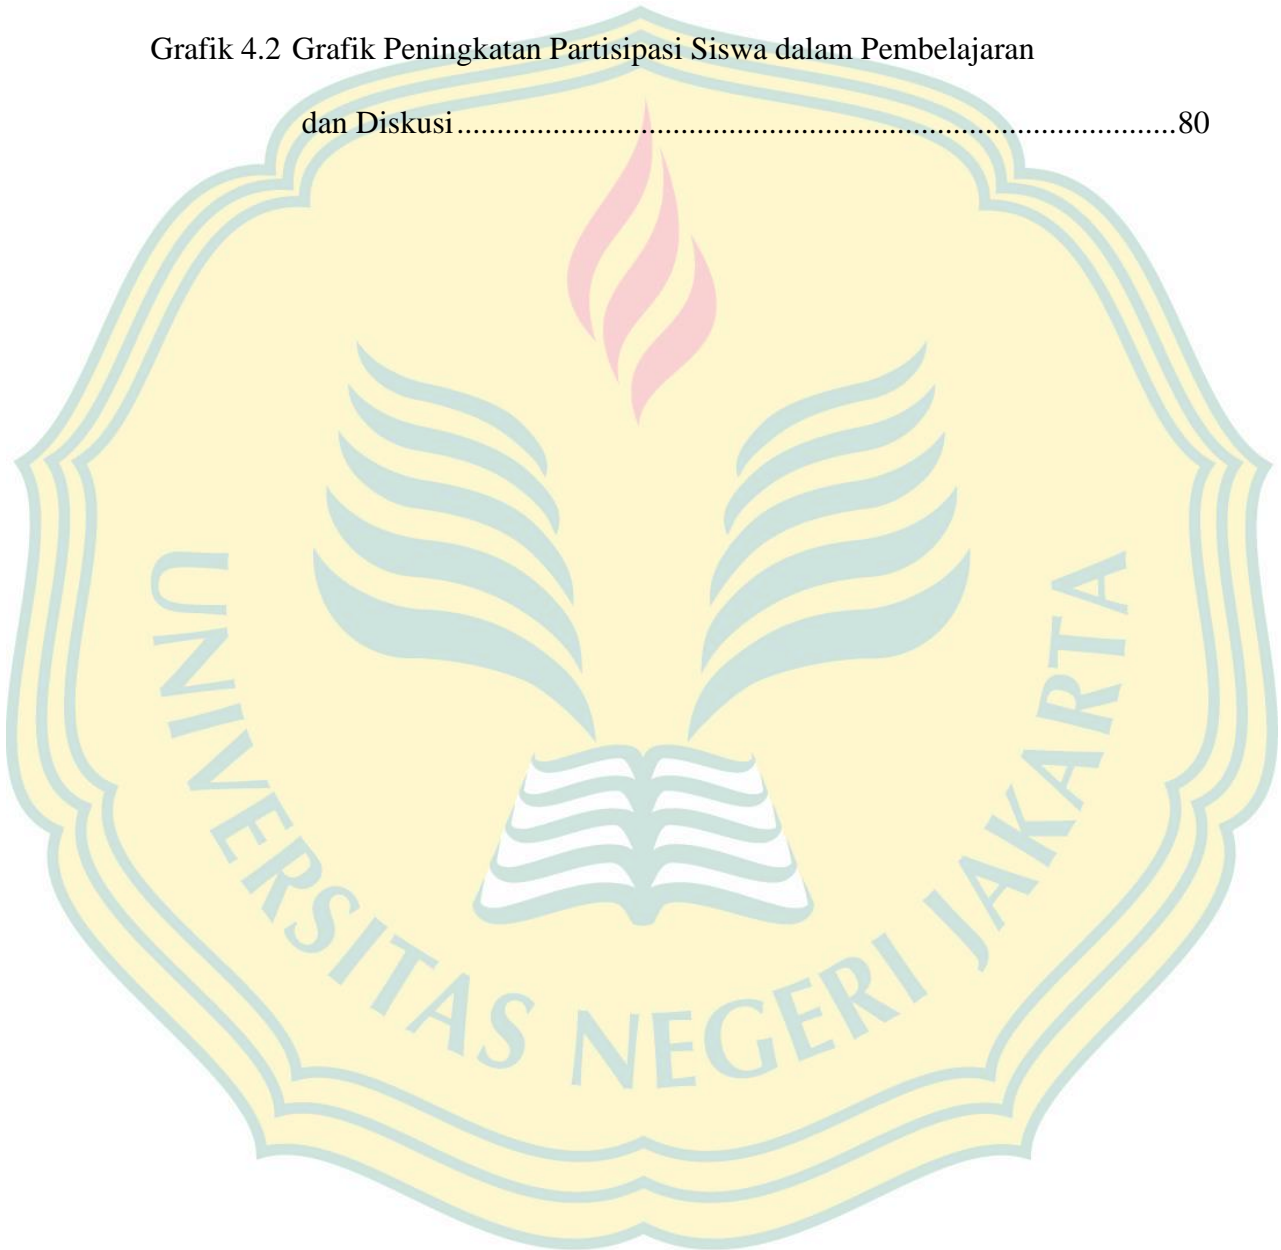 Grafik 4.2 Grafik Peningkatan Partisipasi Siswa dalam Pembelajaran
dan Diskusi..........................................................................................80
UNIVERSITAS NEGERI JAKARTA